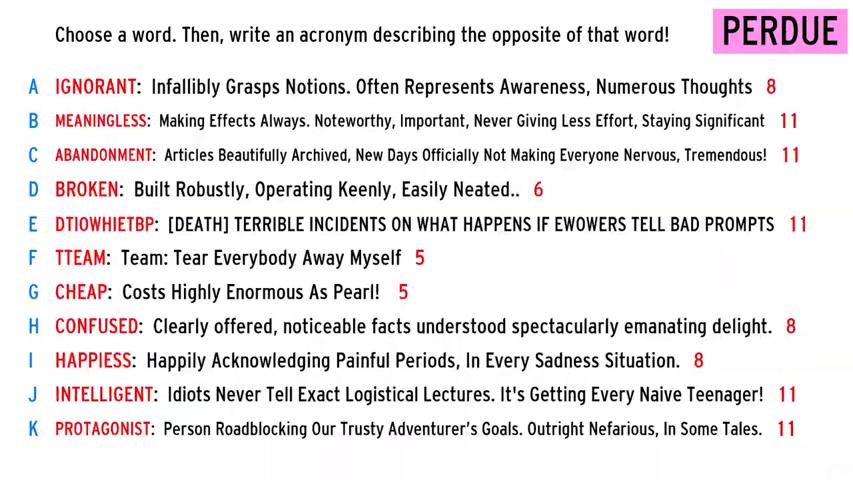 Choose a word. Then, write an acronym describing the opposite of that word!
PERDUE
A IGNORANT: Infallibly Grasps Notions. Often Represents Awareness, Numerous Thoughts 8
B MEANINGLESS: Making Effects Always. Noteworthy, Important, Never Giving Less Effort, Staying Significant 11
C ABANDONMENT: Articles Beautifully Archived, New Days Officially Not Making Everyone Nervous, Tremendous! 11
D BROKEN: Built Robustly, Operating Keenly, Easily Neated.. 6
E DTIOWHIETBP: [DEATH] TERRIBLE INCIDENTS ON WHAT HAPPENS IF EWOWERS TELL BAD PROMPTS 11
F TTEAM: Team: Tear Everybody Away Myself 5
G CHEAP: Costs Highly Enormous As Pearl! 5
H CONFUSED: Clearly offered, noticeable facts understood spectacularly emanating delight. 8
I HAPPIESS: Happily Acknowledging Painful Periods, In Every Sadness Situation. 8
J INTELLIGENT: Idiots Never Tell Exact Logistical Lectures. It's Getting Every Naive Teenager! 11
K PROTAGONIST: Person Roadblocking Our Trusty Adventurer's Goals. Outright Nefarious, In Some Tales. 11